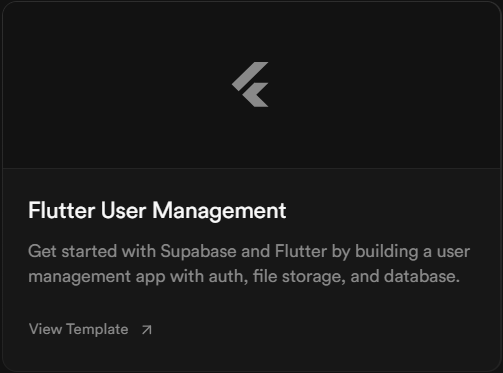 Flutter User Management
Get started with Supabase and Flutter by building a user
management app with auth, file storage, and database.
View Template